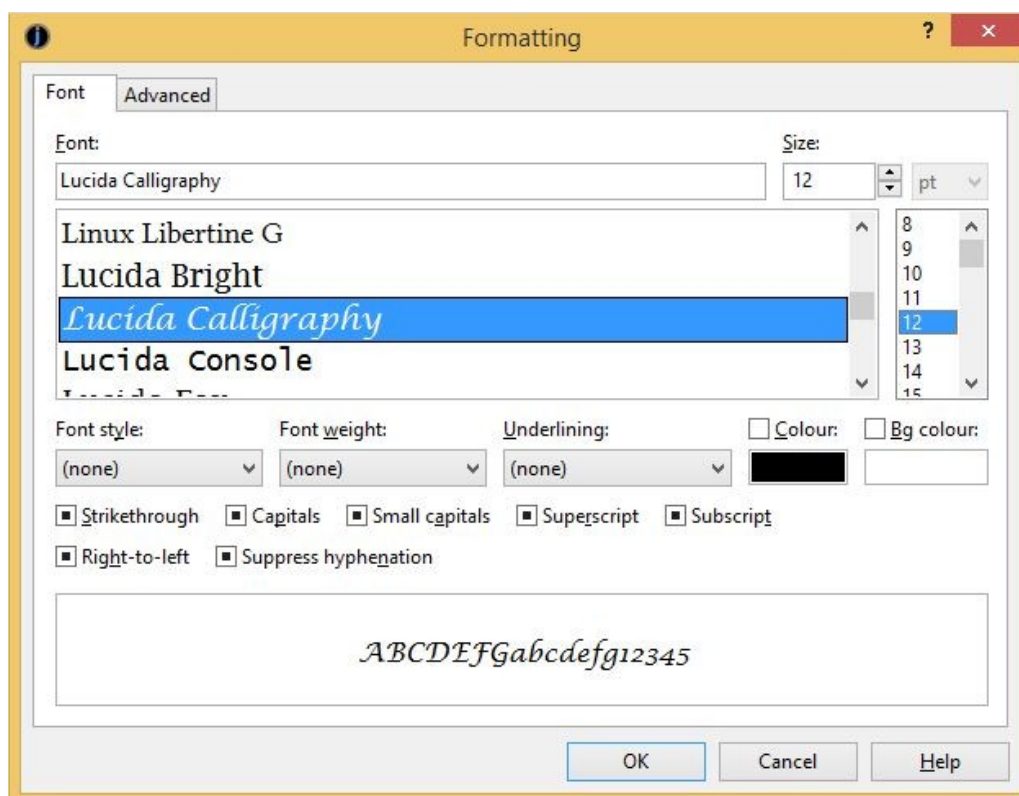 Formatting
?
Font
Advanced
Font:
Size:
Lucida Calligraphy
12
pt
Linux Libertine G
Lucida Bright
Lucida Calligraphy
Lucida Console
8
9
10
11
12
13
14
15
Font style:
Font weight:
Underlining:
Colour:
Bg colour:
(none)
(none)
(none)
Strikethrough
Capitals
Small capitals
Superscript
Subscript
Right-to-left
Suppress hyphenation
ABCDEFGabcdefg12345
OK
Cancel
Help